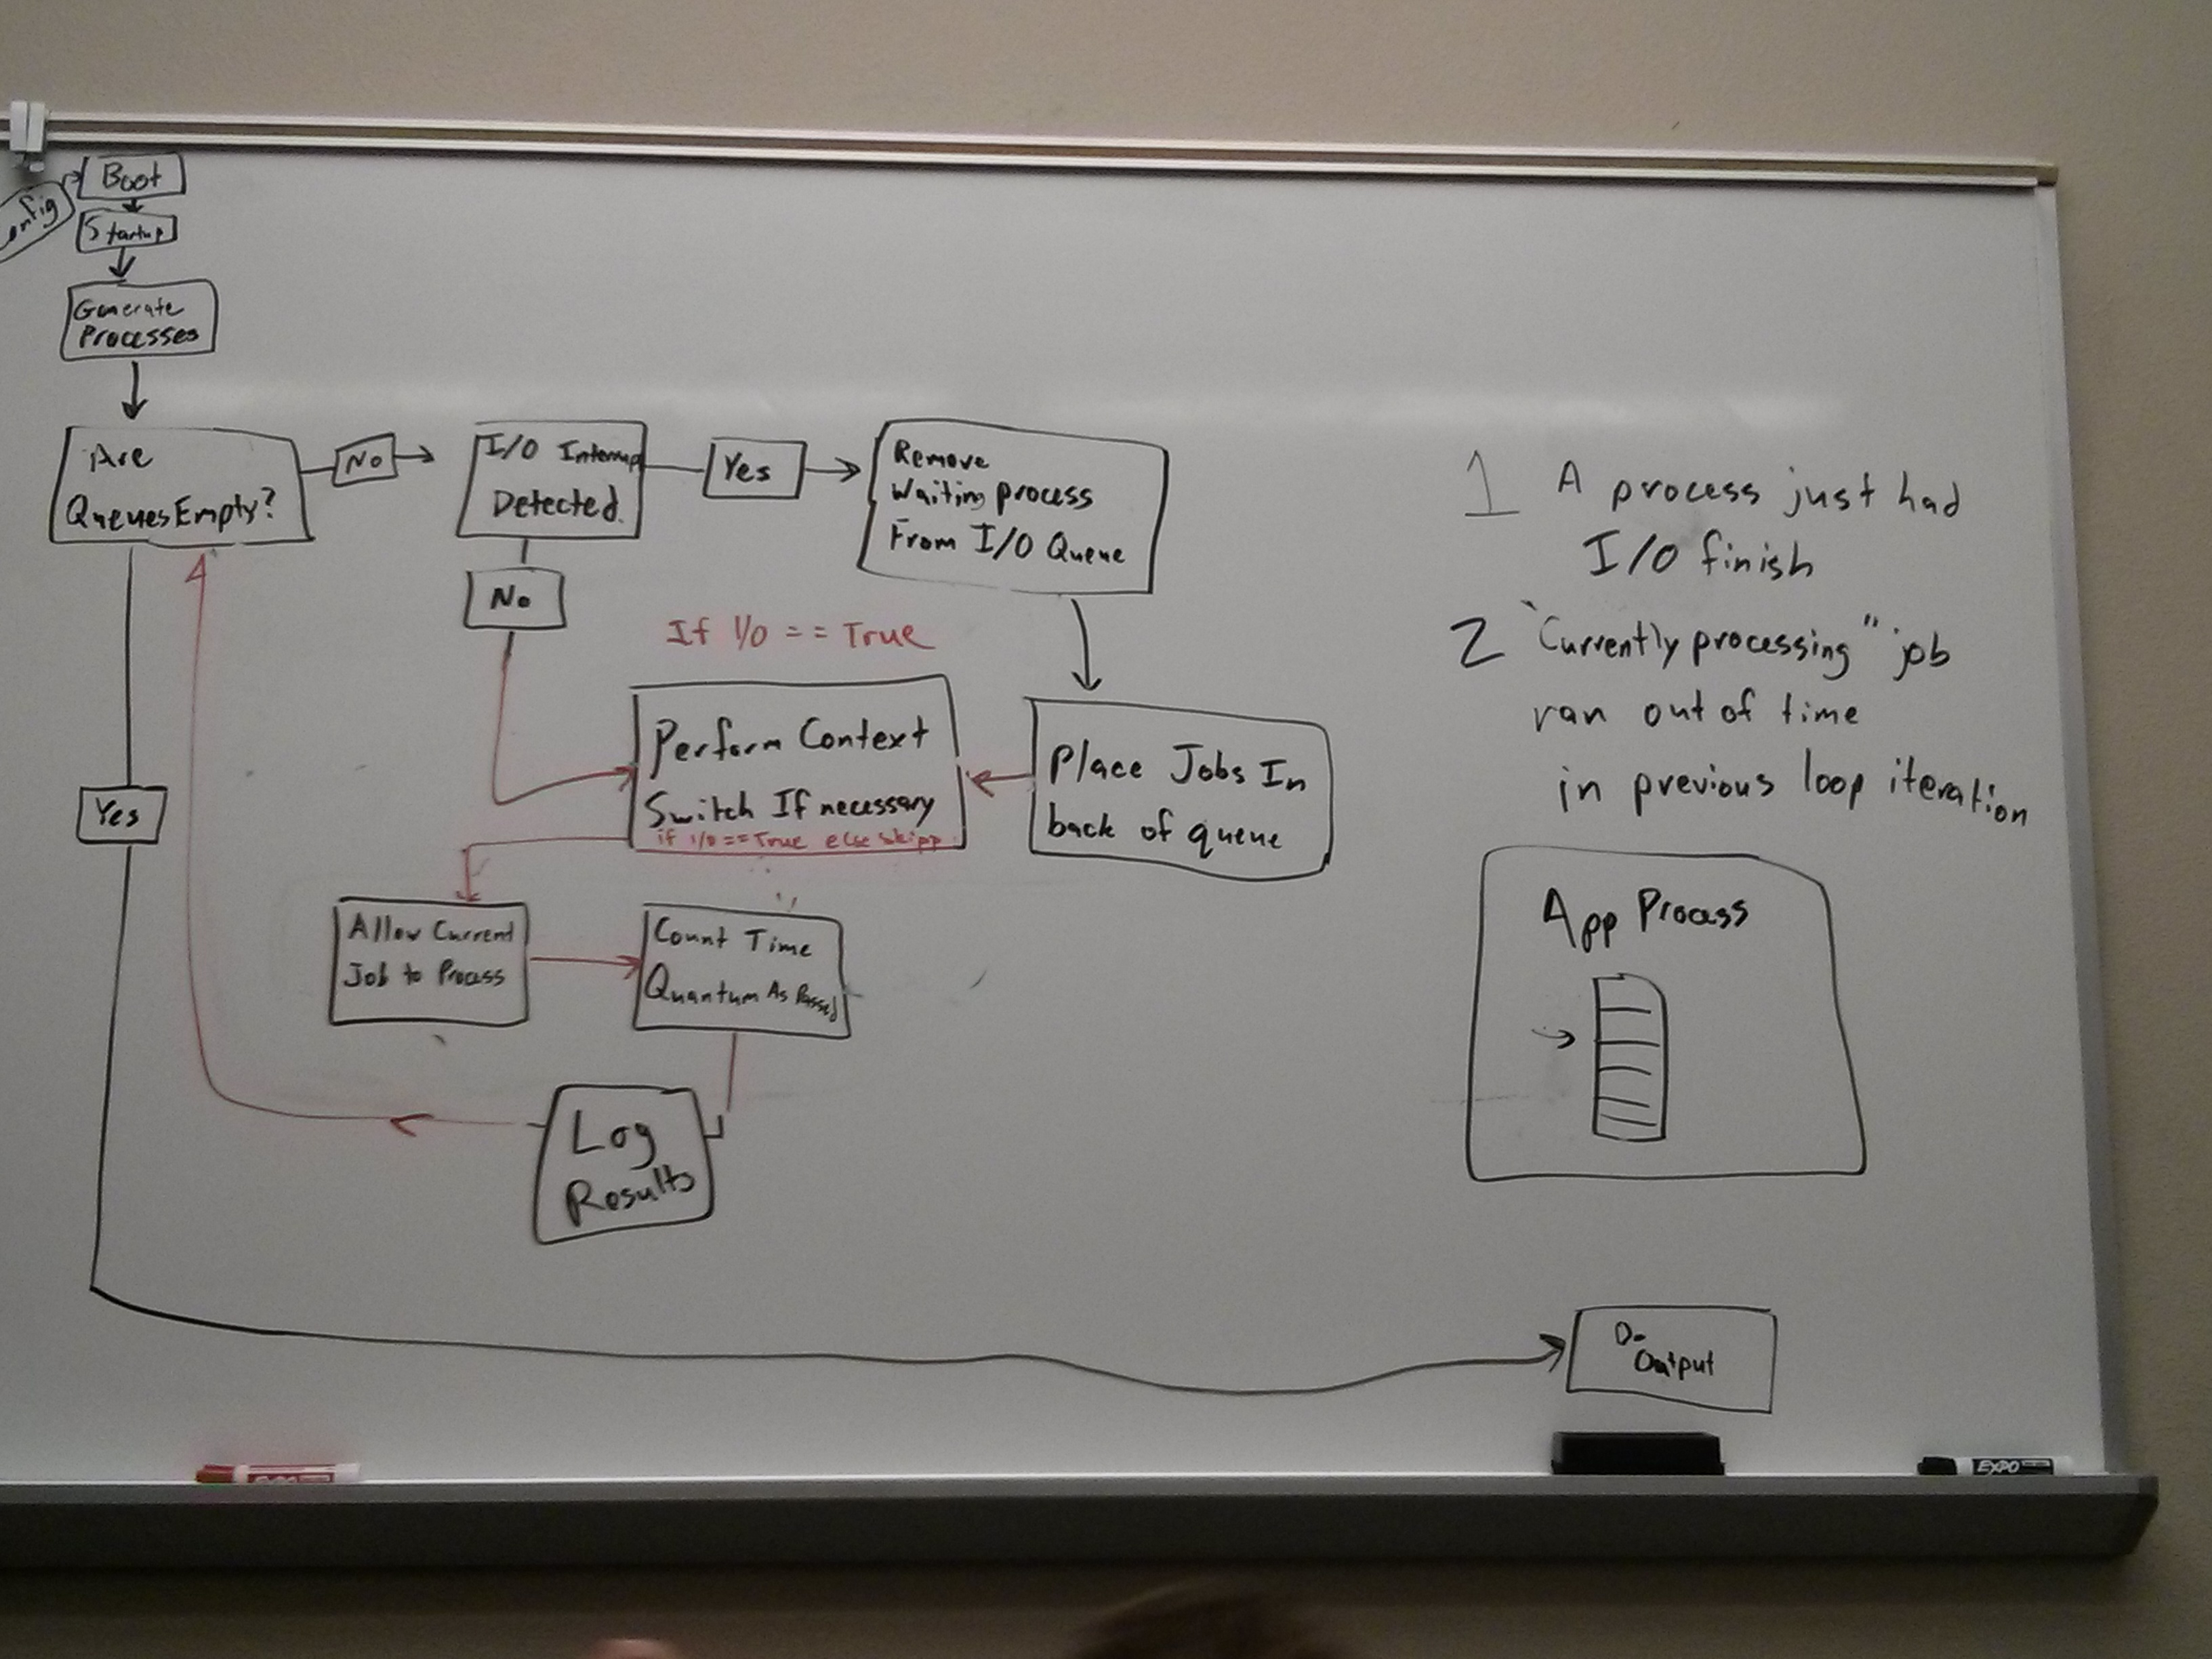 Boot
onfig
Startup
Generate
Processes
Are
Queues Empty?
No
I/O Interrup
Detected.
Yes
Remove
Waiting process
From I/O Queue
No
If I/O == True
Perform Context
Switch If necessary
if I/O == True else skipp
Place Jobs In
back of queue
Yes
Allow Current
Job to Process
Count Time
Quantum As Passed
Log
Results
1 A process just had
I/O finish
2 "Currently processing" job
ran out of time
in previous loop iteration
App Process
Do
Output
EXPO